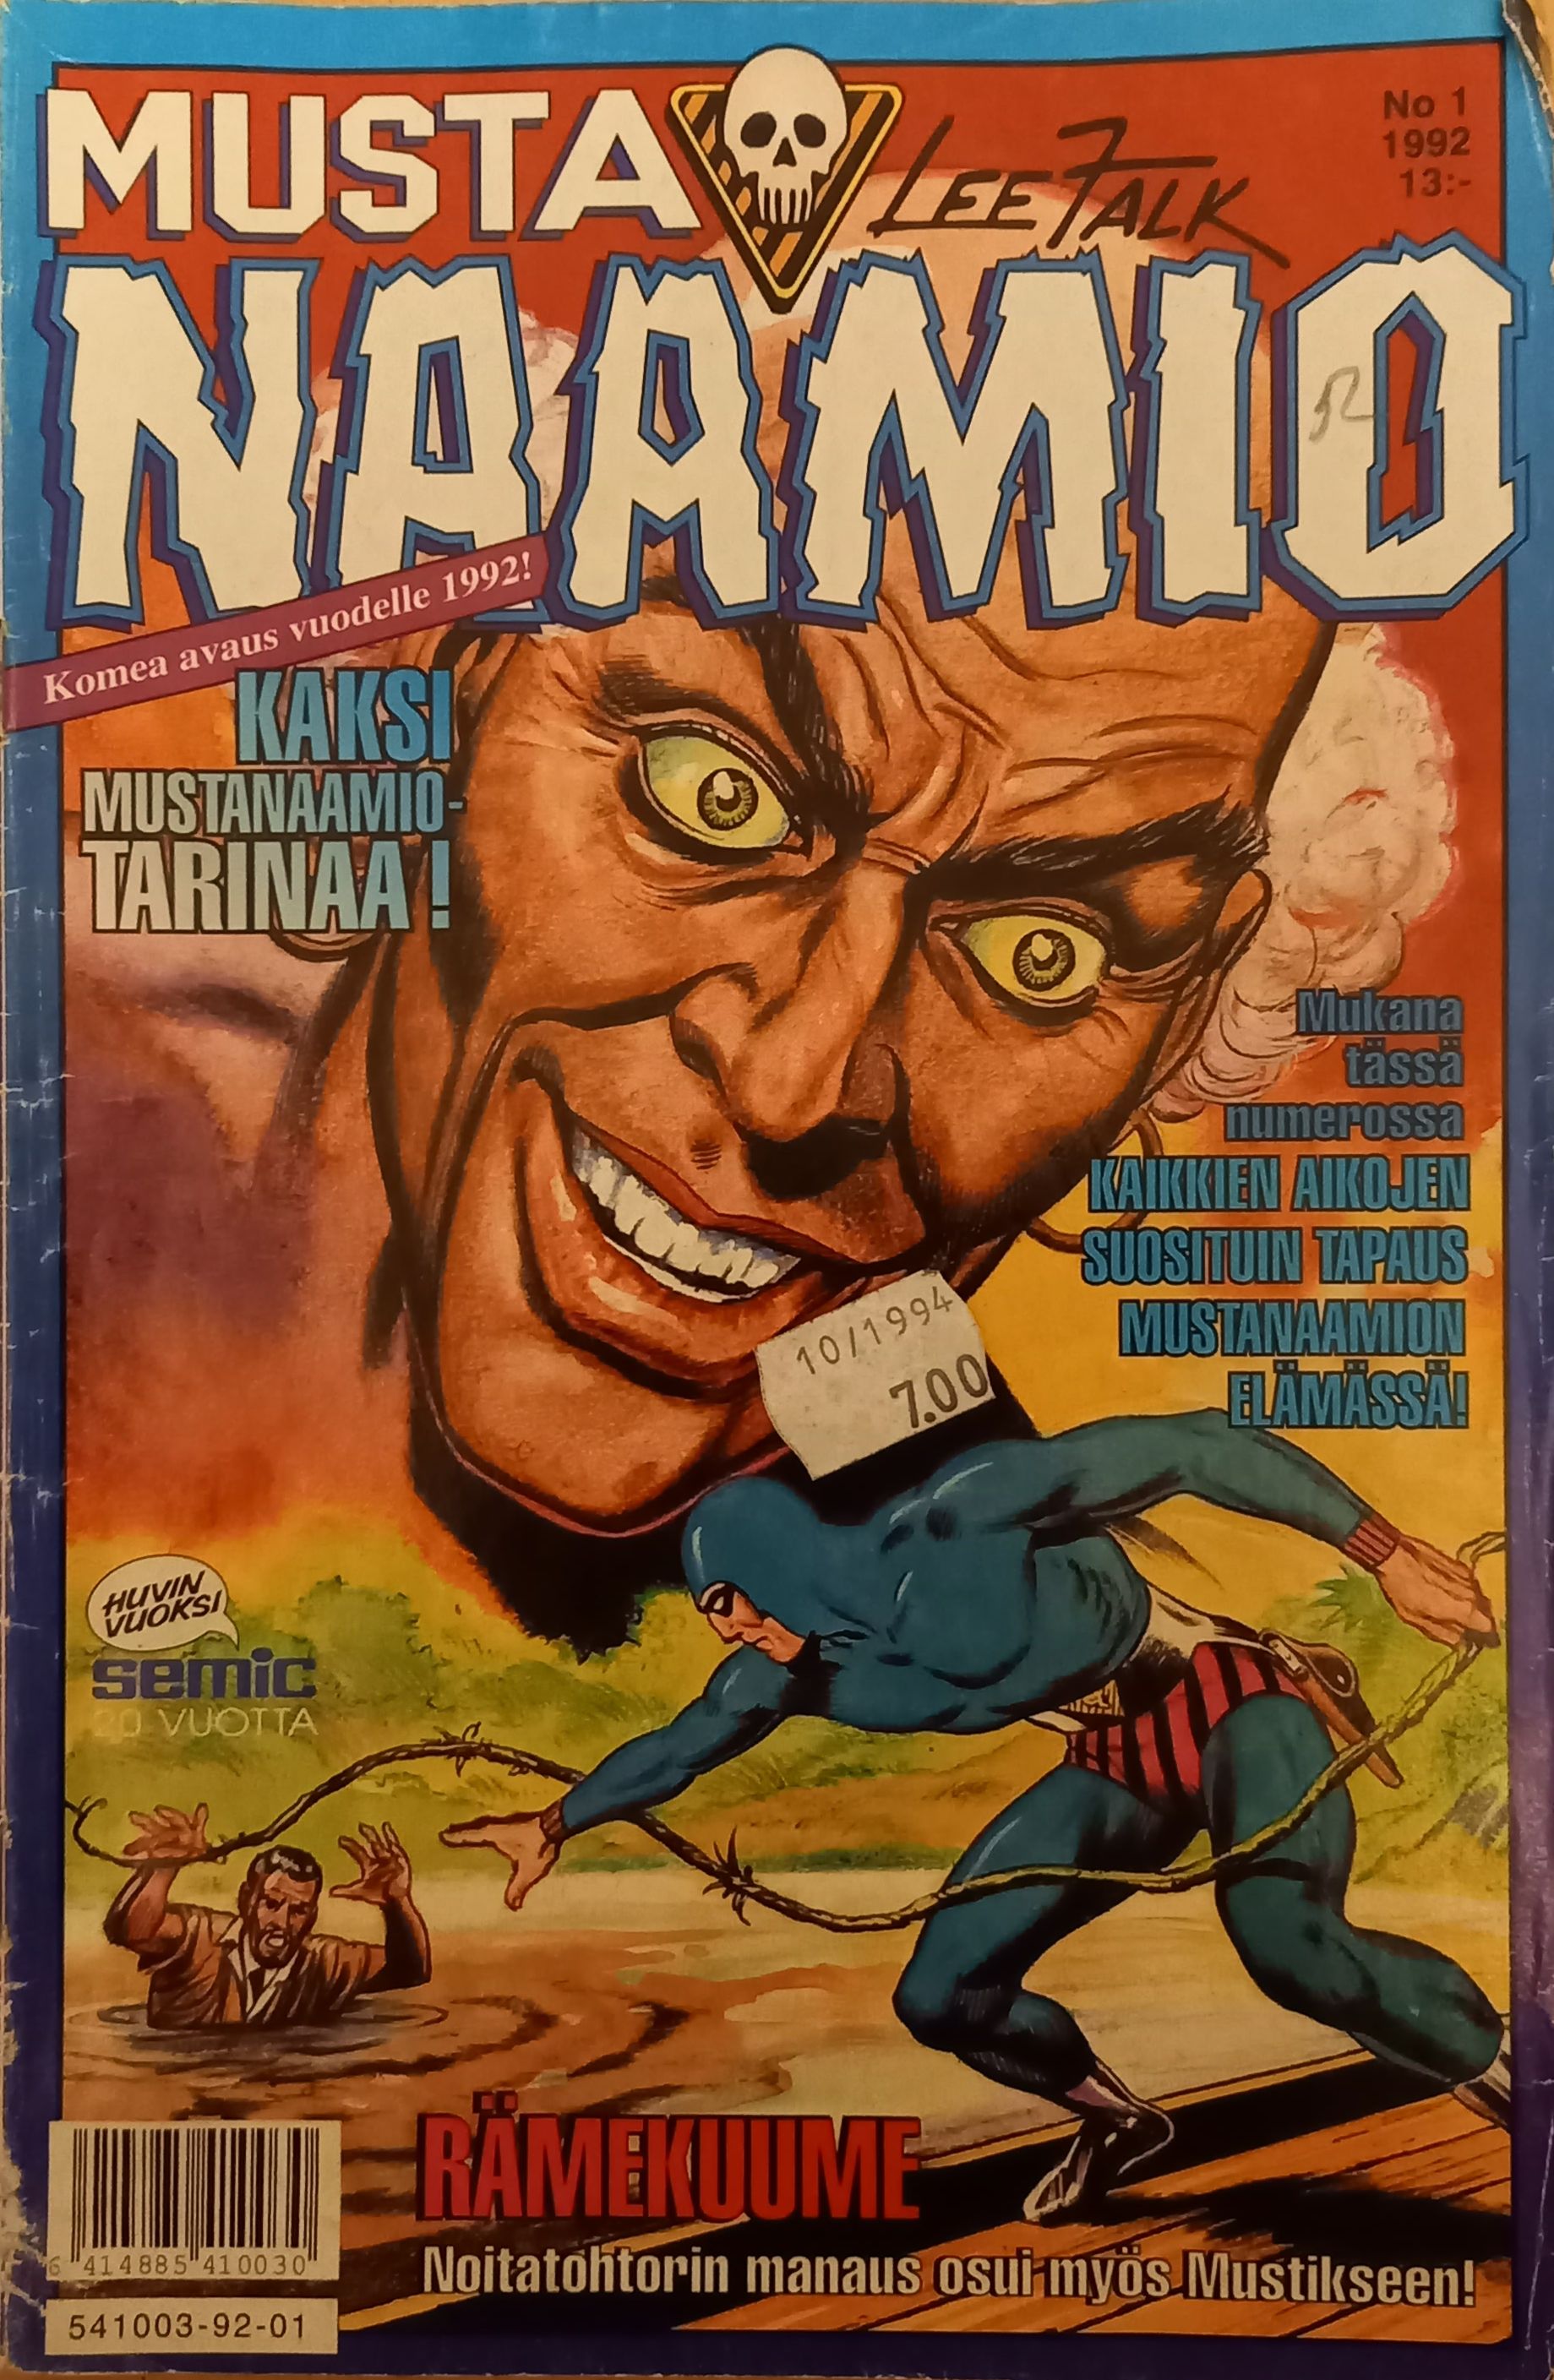 MUSTA
LEE FALK
No 1
1992
13:-
NAAMIO
52
Komea avaus vuodelle 1992!
KAKSI
MUSTANAAMIO-
TARINAA!
Mukana
tässä
numerossa
KAIKKIEN AIKOJEN
SUOSITUIN TAPAUS
MUSTANAAMION
ELÄMÄSSÄ!
10/1994
7.00
HUVIN
VUOKSI
semic
20 VUOTTA
RÄMEKUUME
Noitatohtorin manaus osui myös Mustikseen!
6 414885 410030
541003-92-01